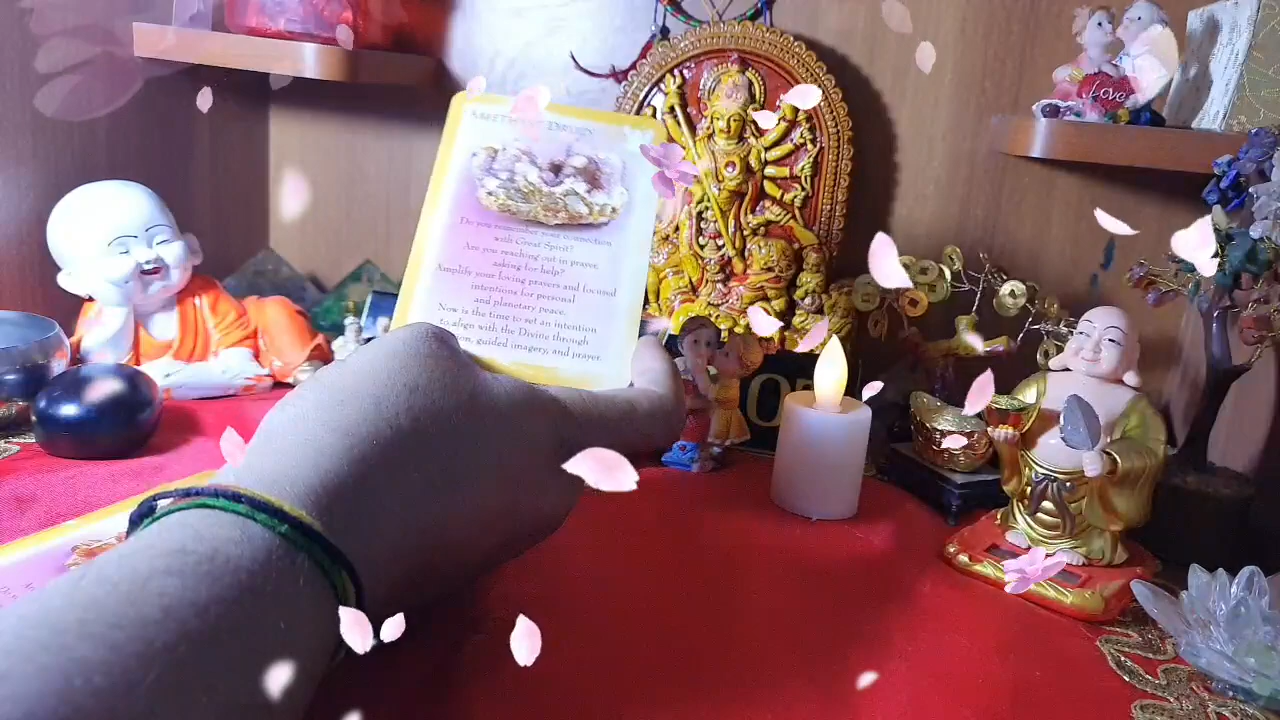 AMETHYST DRUZY
Do you remember your connection
with Great Spirit?
Are you reaching out in prayer,
asking for help?
Amplify your loving prayers and focused
intentions for personal
and planetary peace.
Now is the time to set an intention
to align with the Divine through
guided imagery, and prayer.
Love